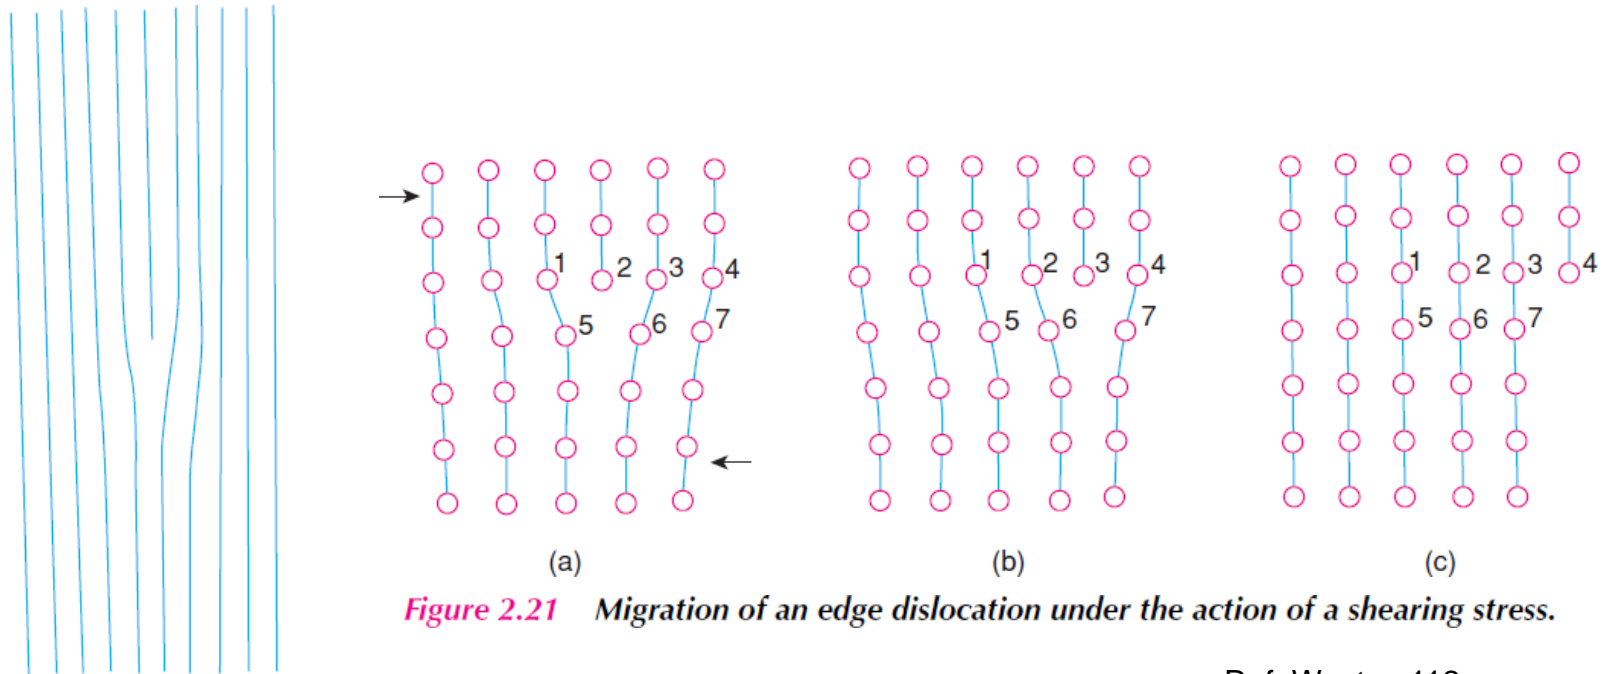 1 2 3 4
5 6 7
1 2 3 4
5 6 7
1 2 3 4
5 6 7
(a) (b) (c)
Figure 2.21 Migration of an edge dislocation under the action of a shearing stress.